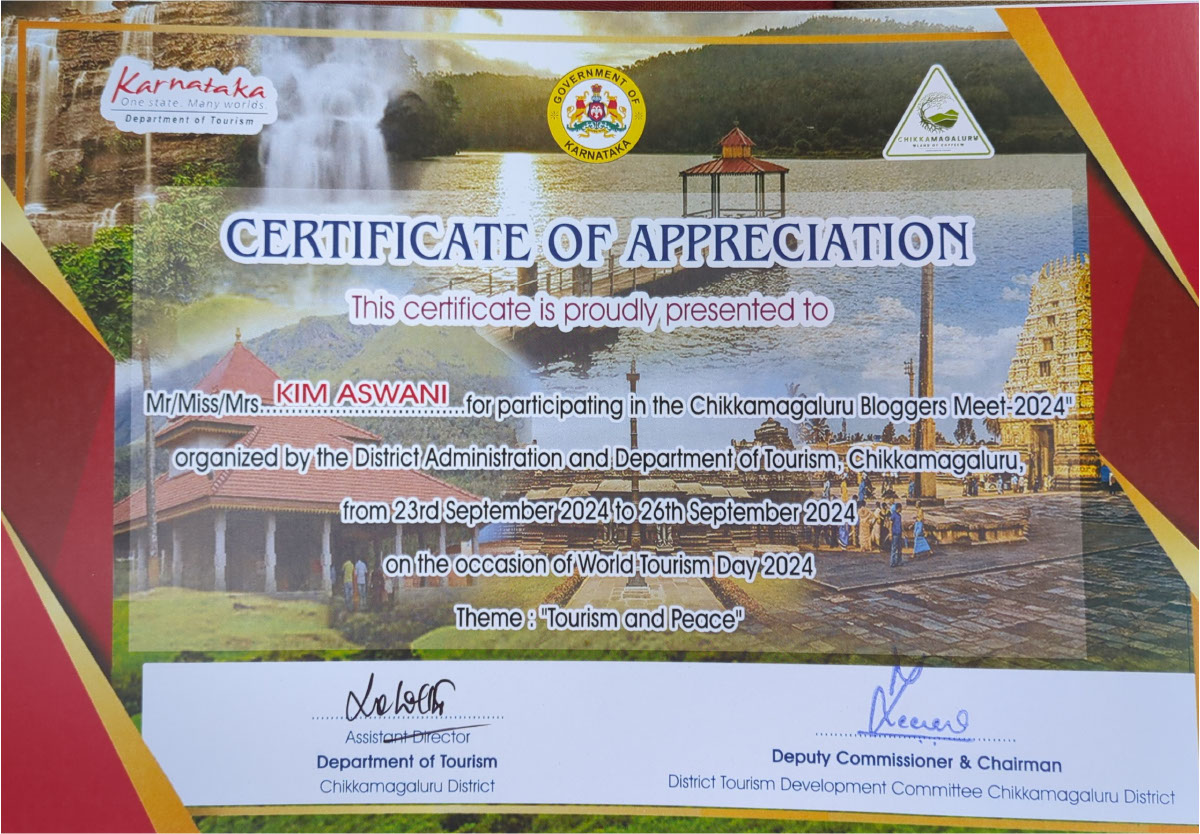 Karnataka
One state. Many worlds.
Department of Tourism
GOVERNMENT OF
KARNATAKA
CHIKKAMAGALURU
CERTIFICATE OF APPRECIATION
This certificate is proudly presented to
Mr/Miss/Mrs....KIM ASWANI....for participating in the Chikkamagaluru Bloggers Meet-2024"
organized by the District Administration and Department of Tourism, Chikkamagaluru,
from 23rd September 2024 to 26th September 2024
on the occasion of World Tourism Day 2024
Theme : "Tourism and Peace"
Assistant Director
Department of Tourism
Chikkamagaluru District
Deputy Commissioner & Chairman
District Tourism Development Committee Chikkamagaluru District